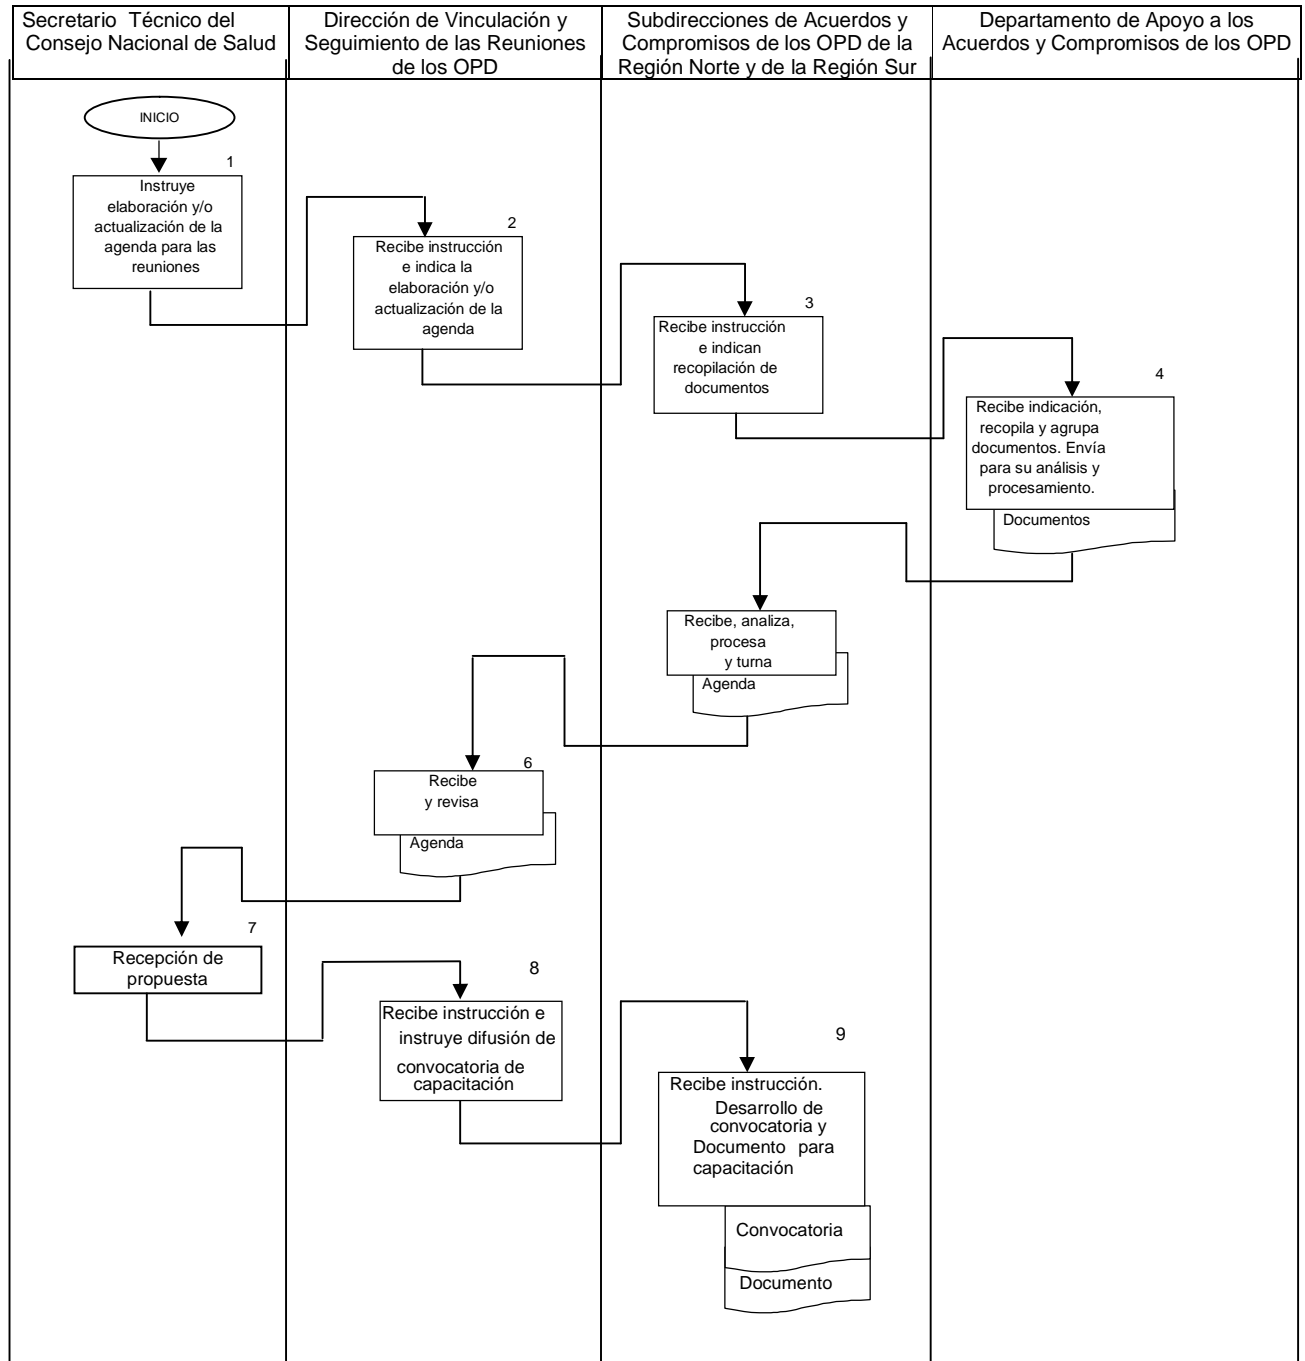 Secretario Técnico del
Consejo Nacional de Salud
Dirección de Vinculación y
Seguimiento de las Reuniones
de los OPD
Subdirecciones de Acuerdos y
Compromisos de los OPD de la
Región Norte y de la Región Sur
Departamento de Apoyo a los
Acuerdos y Compromisos de los OPD
INICIO
1
Instruye
elaboración y/o
actualización de la
agenda para las
reuniones
2
Recibe instrucción
e indica la
elaboración y/o
actualización de la
agenda
3
Recibe instrucción
e indican
recopilación de
documentos
4
Recibe indicación,
recopila y agrupa
documentos. Envía
para su análisis y
procesamiento.
Documentos
Recibe, analiza,
procesa
y turna
Agenda
6
Recibe
y revisa
Agenda
7
Recepción de
propuesta
8
Recibe instrucción e
instruye difusión de
convocatoria de
capacitación
9
Recibe instrucción.
Desarrollo de
convocatoria y
Documento para
capacitación
Convocatoria
Documento